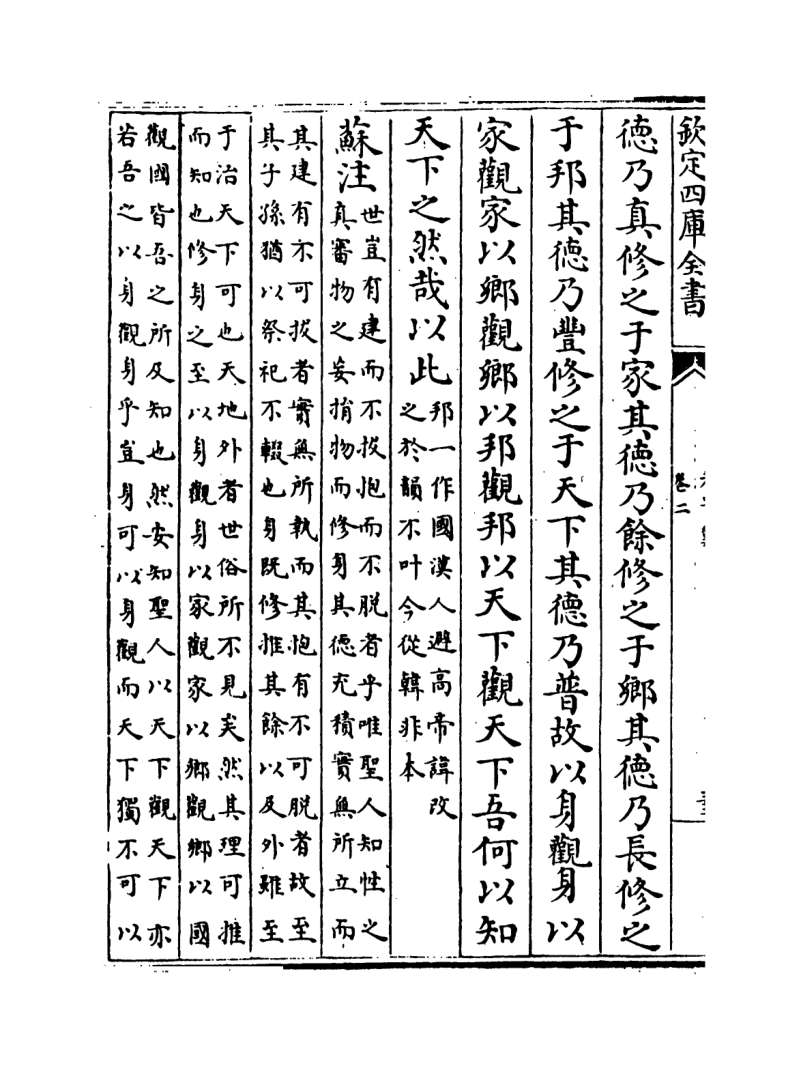 欽定四庫全書
卷二
德乃真修之于家其德乃餘修之于鄉其德乃長修之
于邦其德乃豐修之于天下其德乃普故以身觀身以
家觀家以鄉觀鄉以邦觀邦以天下觀天下吾何以知
天下之然哉以此
邦一作國漢人避高帝諱改
之於韻不叶今從韓非本
蘇注
世豈有建而不拔抱而不脱者乎唯聖人知性之
真審物之妄捐物而修身其德充積實無所立而
其建有不可拔者實無所執而其抱有不可脱者故至
其子孫猶以祭祀不輟也身既修推其餘以及外雖至
于治天下可也天地外者世俗所不見矣然其理可推
而知也修身之至以身觀身以家觀家以鄉觀鄉以國
觀國皆吾之所及知也然安知聖人以天下觀天下亦
若吾之以身觀身乎豈身可以身觀而天下獨不可以